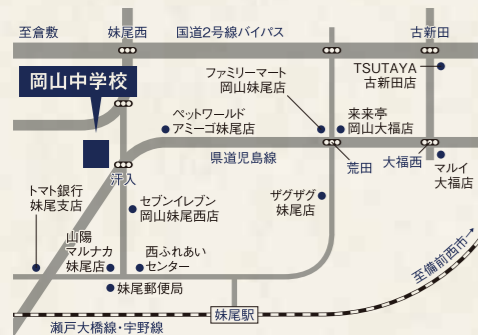 至倉敷
妹尾西
国道2号線バイパス
古新田
岡山中学校
ファミリーマート
岡山妹尾店
TSUTAYA
古新田店
ペットワールド
アミーゴ妹尾店
来来亭
岡山大福店
県道児島線
荒田
大福西
マルイ
大福店
汗入
トマト銀行
妹尾支店
セブンイレブン
岡山妹尾西店
ザグザグ
妹尾店
山陽
マルナカ
妹尾店
西ふれあい
センター
妹尾郵便局
至備前西市→
妹尾駅
瀬戸大橋線・宇野線